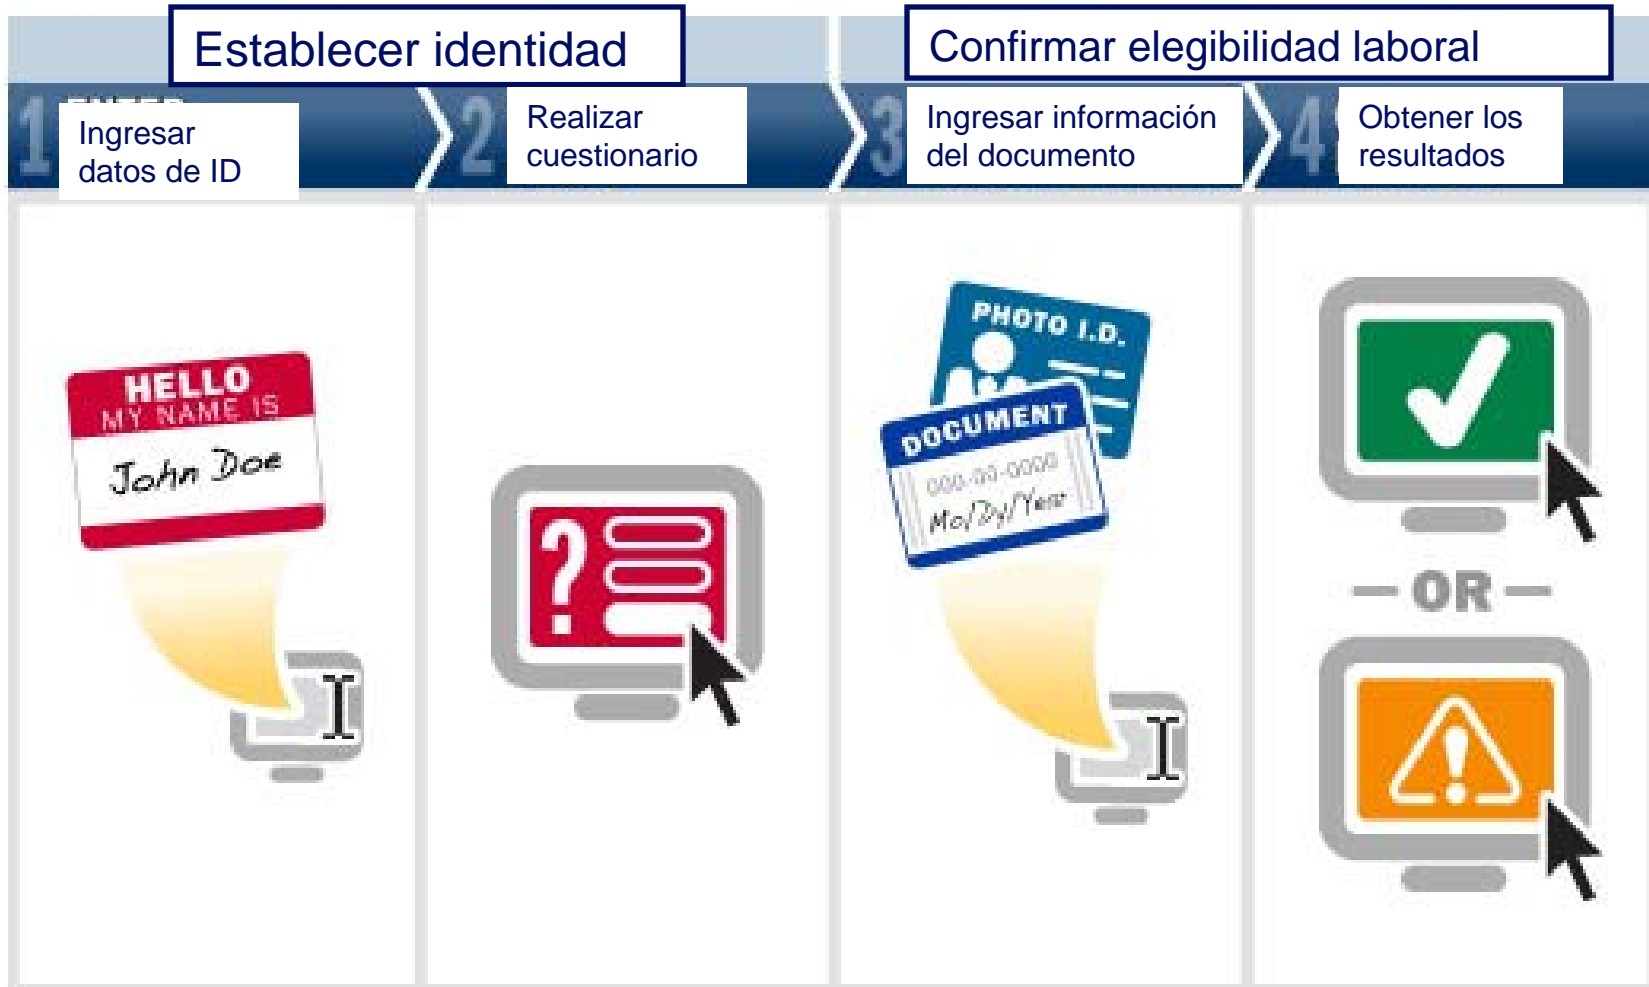 Establecer identidad
Confirmar elegibilidad laboral
1
Ingresar
datos de ID
2
Realizar
cuestionario
3
Ingresar información
del documento
4
Obtener los
resultados
HELLO
MY NAME IS
John Doe
?
PHOTO I.D.
DOCUMENT
000-00-0000
Mo/Dy/Year
— OR —